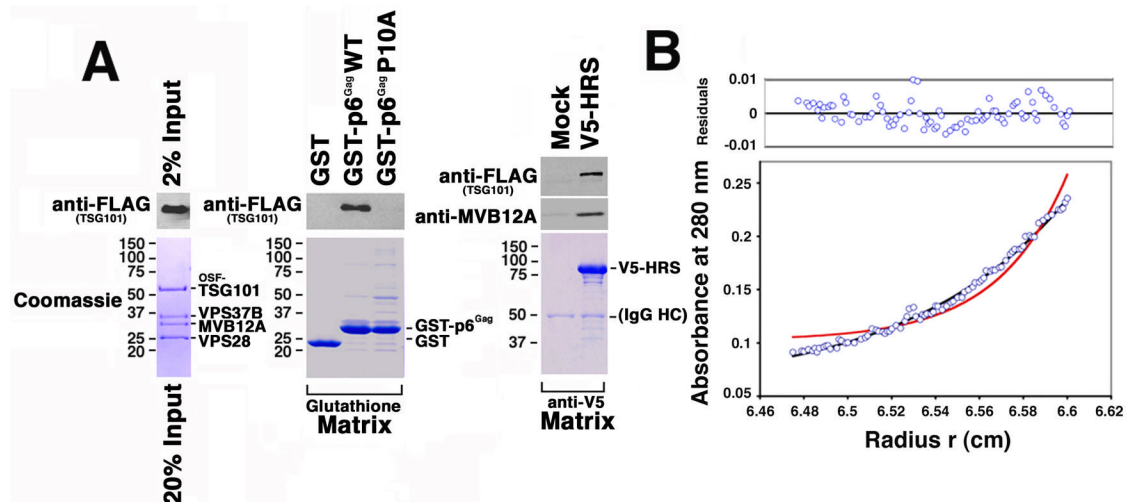 A
2% Input
anti-FLAG
(TSG101)
150
100
75
50
37
25
20
Coomassie
OSF-
TSG101
VPS37B
MVB12A
VPS28
20% Input
GST
GST-p6Gag WT
GST-p6Gag P10A
anti-FLAG
(TSG101)
150
100
75
50
37
25
20
GST-p6Gag
GST
Glutathione
Matrix
Mock
V5-HRS
anti-FLAG
(TSG101)
anti-MVB12A
150
100
75
50
37
V5-HRS
(IgG HC)
anti-V5
Matrix
B
Residuals
0.01
0
-0.01
Absorbance at 280 nm
0.25
0.2
0.15
0.1
0.05
6.46 6.48 6.5 6.52 6.54 6.56 6.58 6.6 6.62
Radius r (cm)